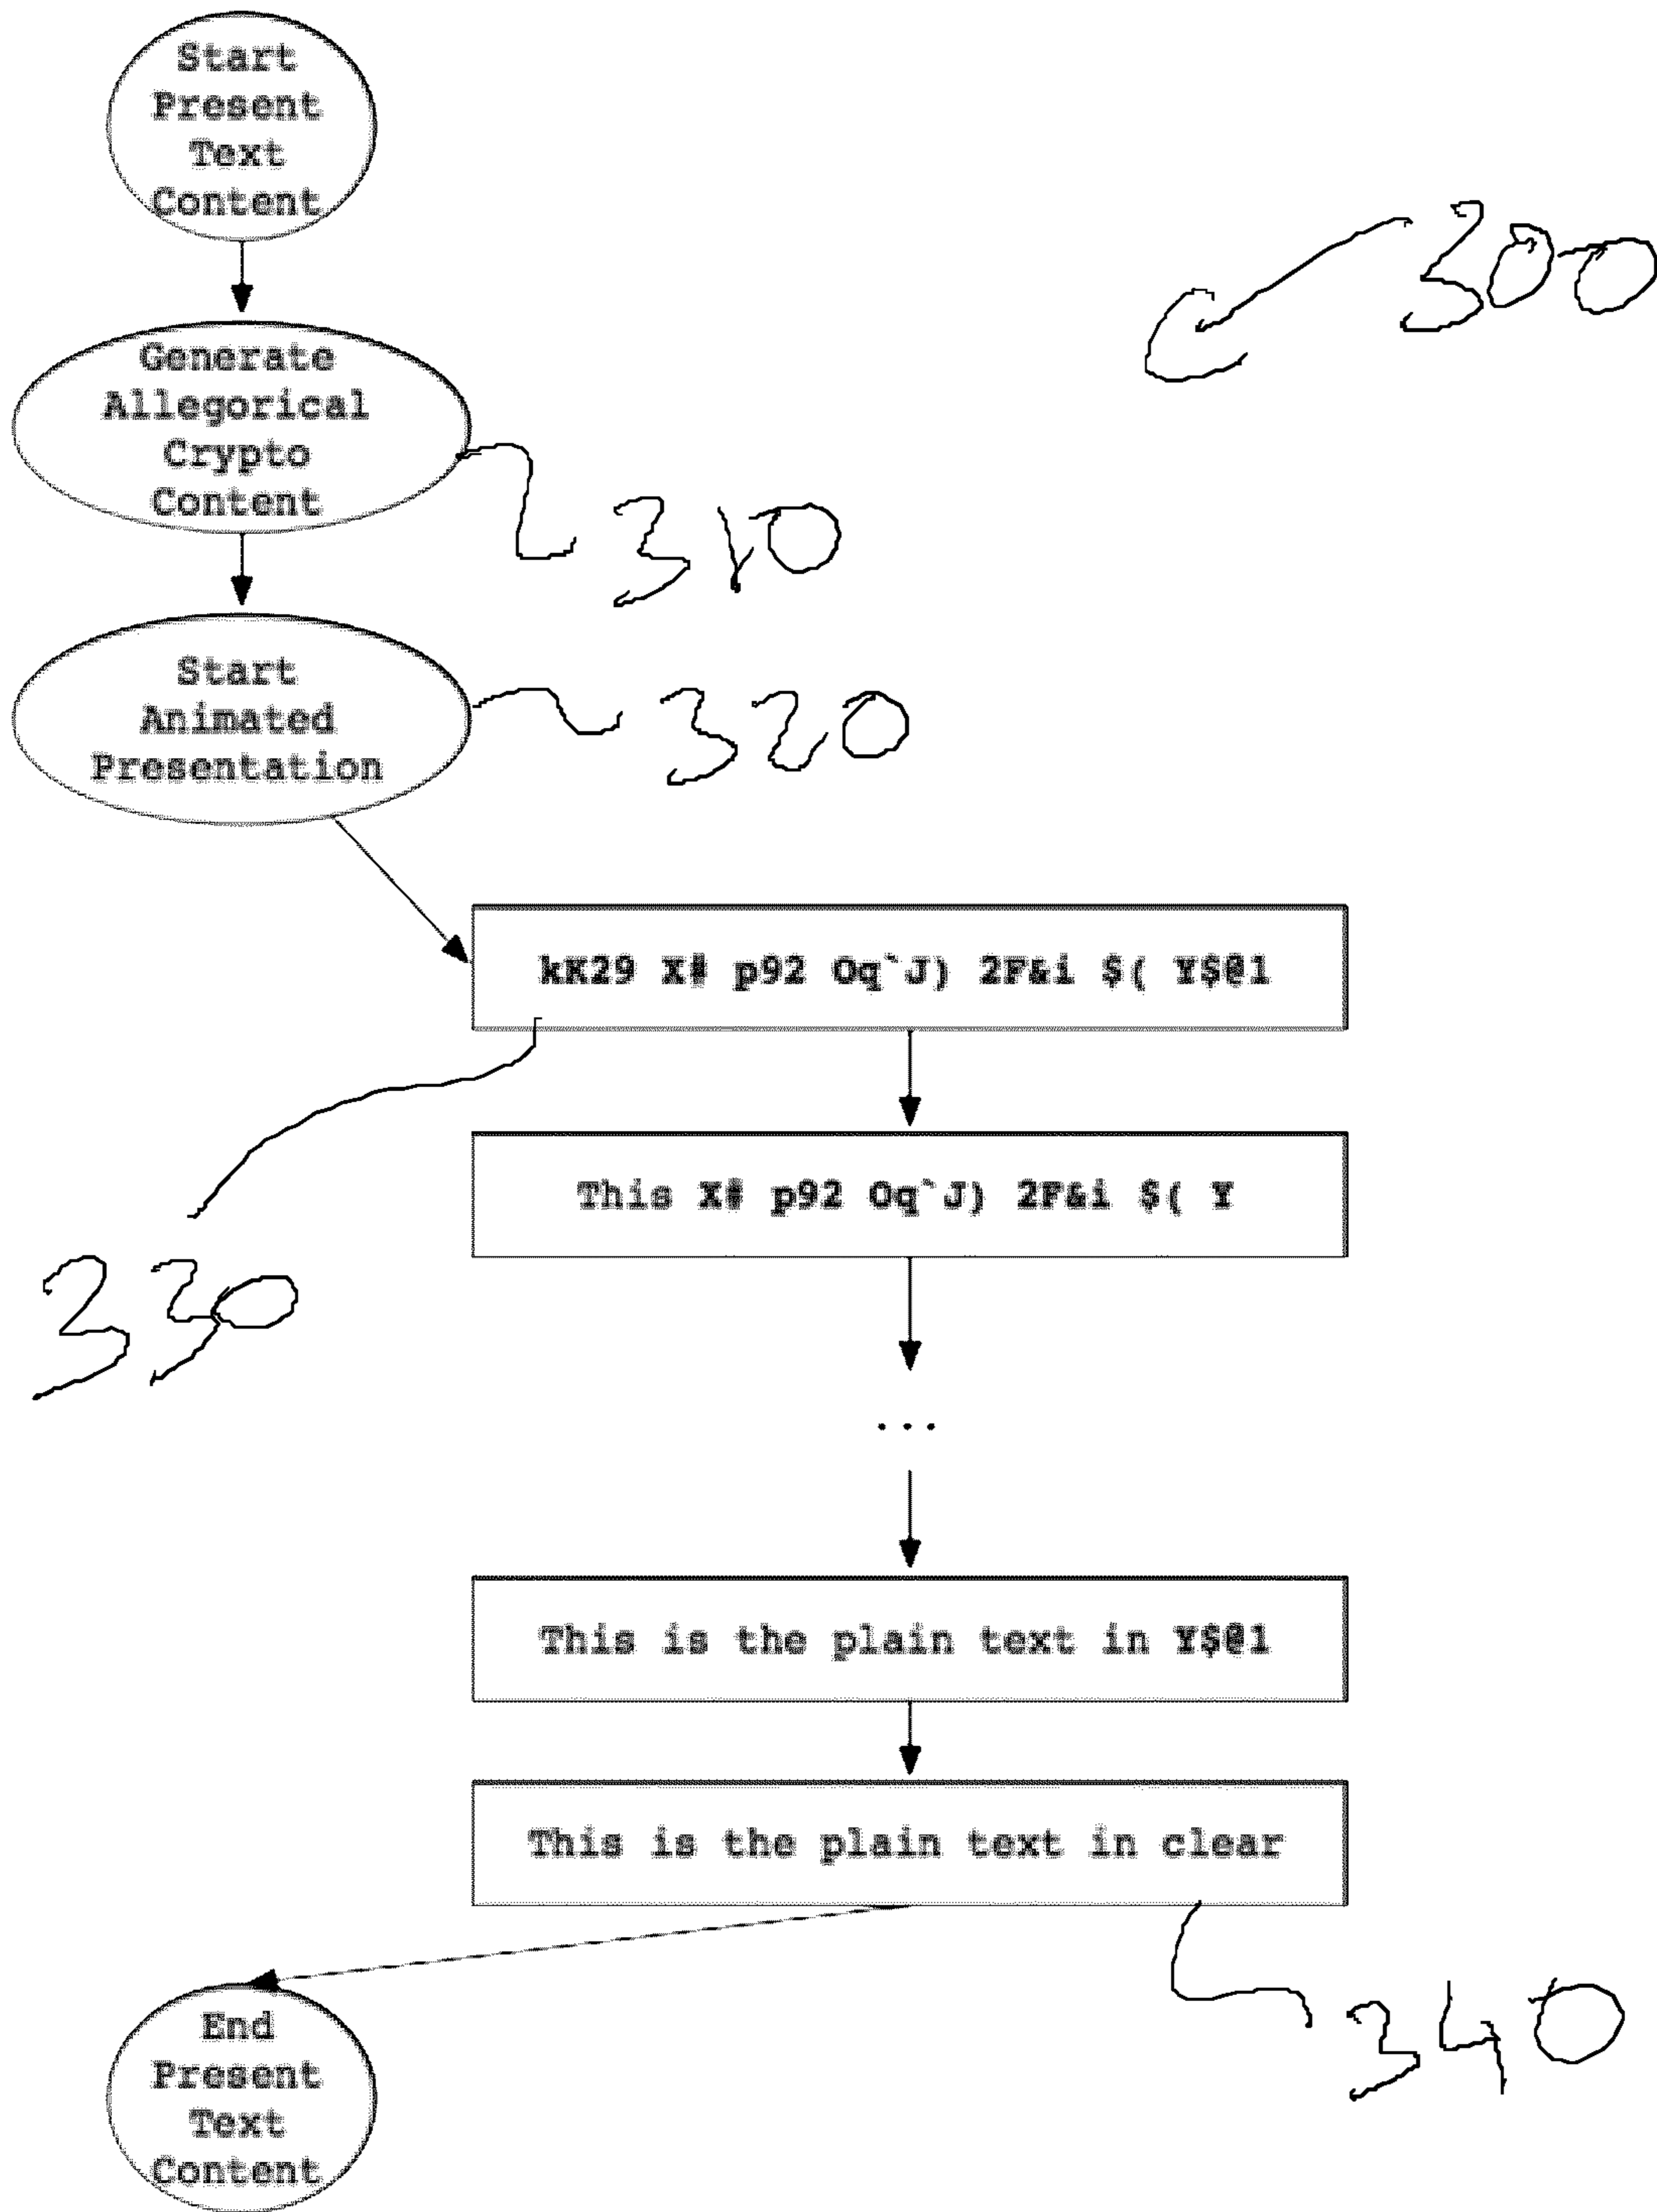 Start
Present
Text
Content
300
Generate
Allegorical
Crypto
Content
310
Start
Animated
Presentation
320
kK29 X# p92 Oq`J) 2F&i $( Y$@1
This X# p92 Oq`J) 2F&i $( Y
330
...
This is the plain text in Y$@1
This is the plain text in clear
340
End
Present
Text
Content